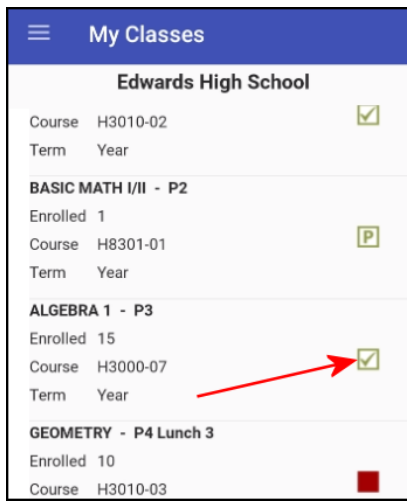 My Classes
Edwards High School
Course H3010-02
Term Year
BASIC MATH I/II - P2
Enrolled 1
P
Course H8301-01
Term Year
ALGEBRA 1 - P3
Enrolled 15
Course H3000-07
Term Year
GEOMETRY - P4 Lunch 3
Enrolled 10
Course H3010-03